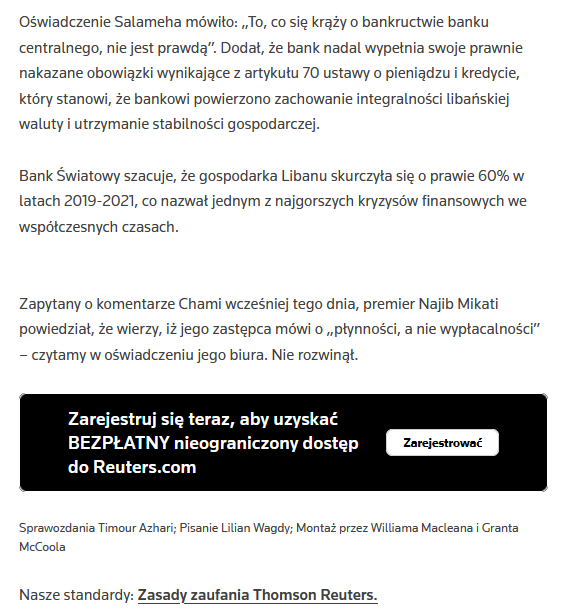 Oświadczenie Salameha mówiło: „To, co się krąży o bankructwie banku
centralnego, nie jest prawdą”. Dodał, że bank nadal wypełnia swoje prawnie
nakazane obowiązki wynikające z artykułu 70 ustawy o pieniądzu i kredycie,
który stanowi, że bankowi powierzono zachowanie integralności libańskiej
waluty i utrzymanie stabilności gospodarczej.
Bank Światowy szacuje, że gospodarka Libanu skurczyła się o prawie 60% w
latach 2019-2021, co nazwał jednym z najgorszych kryzysów finansowych we
współczesnych czasach.
Zapytany o komentarze Chami wcześniej tego dnia, premier Najib Mikati
powiedział, że wierzy, iż jego zastępca mówi o „płynności, a nie wypłacalności”
– czytamy w oświadczeniu jego biura. Nie rozwinął.
Zarejestruj się teraz, aby uzyskać
BEZPŁATNY nieograniczony dostęp
do Reuters.com
Zarejestrować
Sprawozdania Timour Azhari; Pisanie Lilian Wagdy; Montaż przez Williama Macleana i Granta
McCoola
Nasze standardy: Zasady zaufania Thomson Reuters.